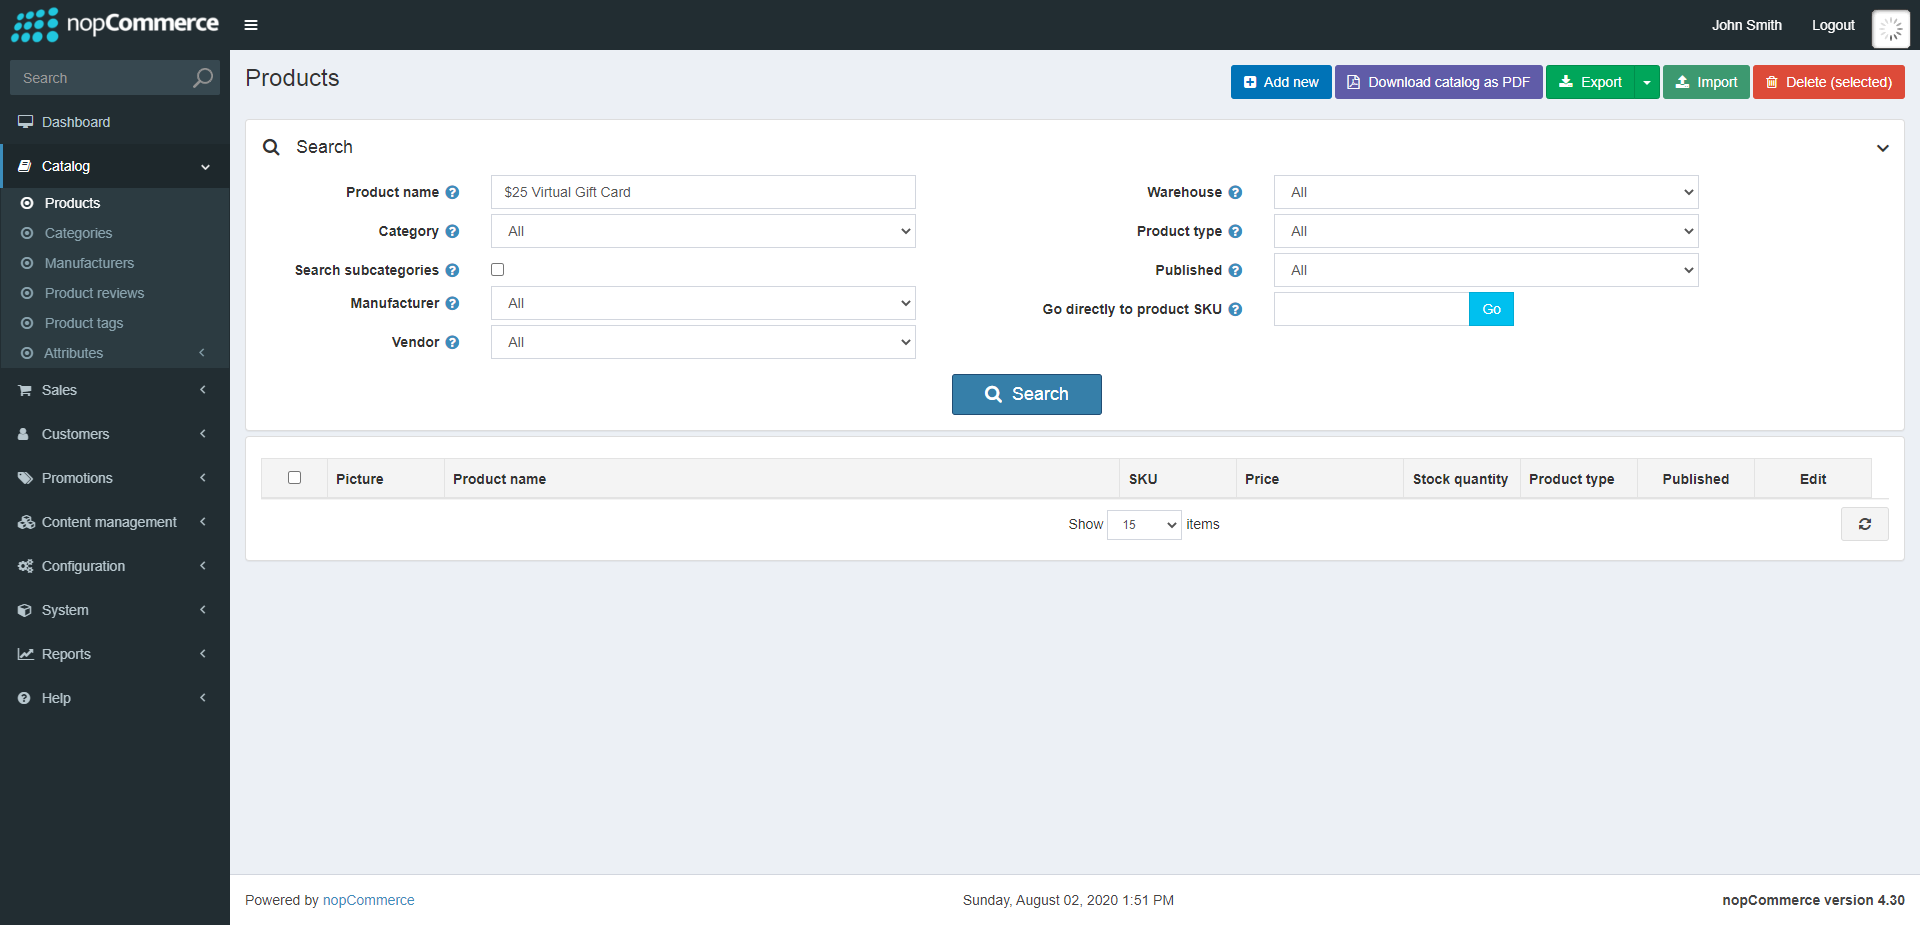 nopCommerce
John Smith
Logout
Search
Dashboard
Catalog
Products
Categories
Manufacturers
Product reviews
Product tags
Attributes
Sales
Customers
Promotions
Content management
Configuration
System
Reports
Help
Products
Add new
Download catalog as PDF
Export
Import
Delete (selected)
Search
Product name
$25 Virtual Gift Card
Category
All
Search subcategories
Manufacturer
All
Vendor
All
Warehouse
All
Product type
All
Published
All
Go directly to product SKU
Go
Search
Picture
Product name
SKU
Price
Stock quantity
Product type
Published
Edit
Show 15 items
Powered by nopCommerce
Sunday, August 02, 2020 1:51 PM
nopCommerce version 4.30